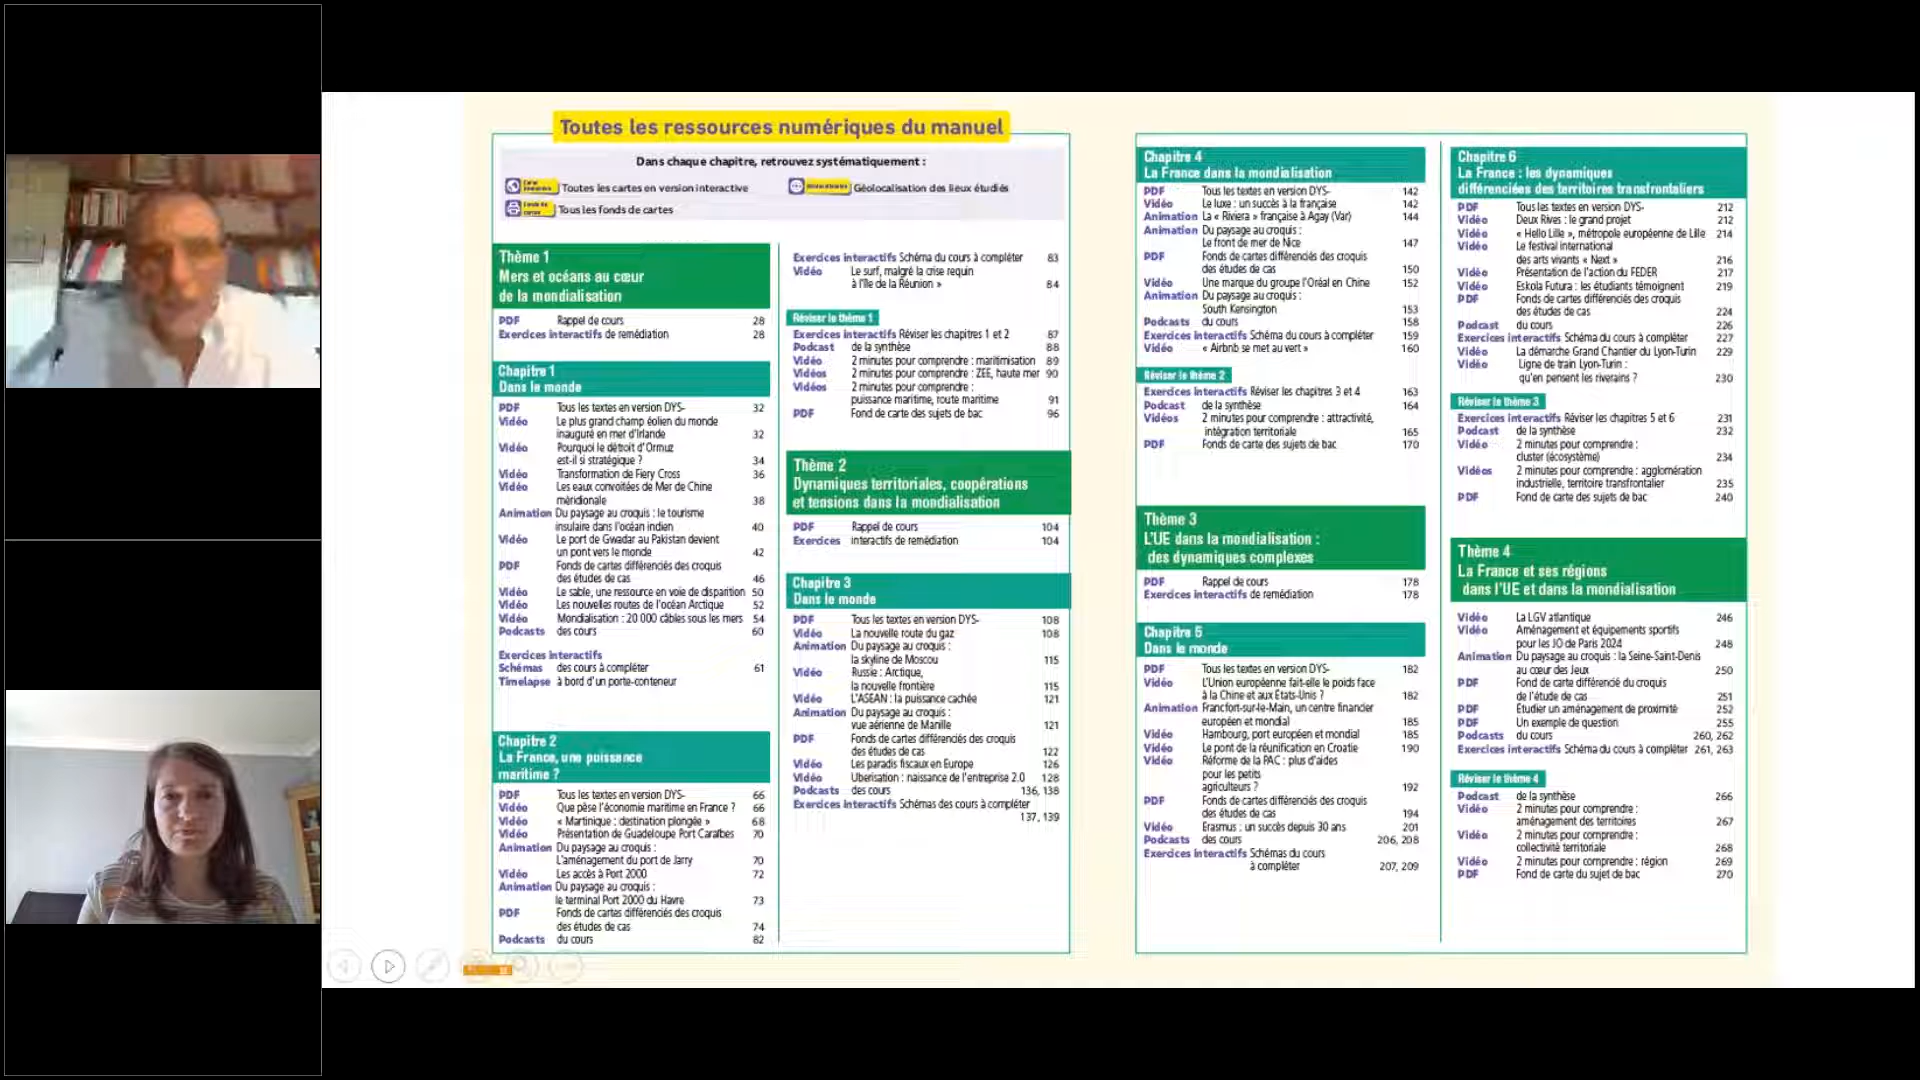 Toutes les ressources numériques du manuel
Dans chaque chapitre, retrouvez systématiquement :
Toutes les cartes en version interactive
Géolocalisation des lieux étudiés
Tous les fonds de cartes
Thème 1
Mers et océans au cœur
de la mondialisation
PDF Rappel de cours 28
Exercices interactifs de remédiation 28
Chapitre 1
Dans le monde
PDF Tous les textes en version DYS- 32
Vidéo Le plus grand champ éolien du monde
inauguré en mer d'Irlande 32
Vidéo Pourquoi le détroit d'Ormuz
est-il si stratégique ? 34
Vidéo Transformation de Fiery Cross 36
Vidéo Les eaux convoitées de Mer de Chine
méridionale 38
Animation Du paysage au croquis : le tourisme
insulaire dans l'océan indien 40
Vidéo Le port de Gwadar au Pakistan devient
un pont vers le monde 42
PDF Fonds de cartes différenciés des croquis
des études de cas 46
Vidéo Le sable, une ressource en voie de disparition 50
Vidéo Les nouvelles routes de l'océan Arctique 52
Vidéo Mondialisation : 20 000 câbles sous les mers 54
Podcasts des cours 60
Exercices interactifs
Schémas des cours à compléter 61
Timelapse à bord d'un porte-conteneur
Chapitre 2
La France, une puissance
maritime ?
PDF Tous les textes en version DYS- 66
Vidéo Que pèse l'économie maritime en France ? 66
Vidéo « Martinique : destination plongée » 68
Vidéo Présentation de Guadeloupe Port Caraïbes 70
Animation Du paysage au croquis :
L'aménagement du port de Jarry 70
Vidéo Les accès à Port 2000 72
Animation Du paysage au croquis :
le terminal Port 2000 du Havre 73
PDF Fonds de cartes différenciés des croquis
des études de cas 74
Podcasts du cours 82
Exercices interactifs Schéma du cours à compléter 83
Vidéo Le surf, malgré la crise requin
à l'île de la Réunion » 84
Réviser le thème 1
Exercices interactifs Réviser les chapitres 1 et 2 87
Podcast de la synthèse 88
Vidéo 2 minutes pour comprendre : maritimisation 89
Vidéos 2 minutes pour comprendre : ZEE, haute mer 90
Vidéos 2 minutes pour comprendre :
puissance maritime, route maritime 91
PDF Fond de carte des sujets de bac 96
Thème 2
Dynamiques territoriales, coopérations
et tensions dans la mondialisation
PDF Rappel de cours 104
Exercices interactifs de remédiation 104
Chapitre 3
Dans le monde
PDF Tous les textes en version DYS- 108
Vidéo La nouvelle route du gaz 108
Animation Du paysage au croquis :
la skyline de Moscou 115
Vidéo Russie : Arctique,
la nouvelle frontière 115
Vidéo L'ASEAN : la puissance cachée 121
Animation Du paysage au croquis :
vue aérienne de Manille 121
PDF Fonds de cartes différenciés des croquis
des études de cas 122
Vidéo Les paradis fiscaux en Europe 126
Vidéo Uberisation : naissance de l'entreprise 2.0 128
Podcasts des cours 136, 138
Exercices interactifs Schémas des cours à compléter
137, 139
Chapitre 4
La France dans la mondialisation
PDF Tous les textes en version DYS- 142
Vidéo Le luxe : un succès à la française 142
Animation La « Riviera » française à Agay (Var) 144
Animation Du paysage au croquis :
Le front de mer de Nice 147
PDF Fonds de cartes différenciés des croquis
des études de cas 150
Vidéo Une marque du groupe l'Oréal en Chine 152
Animation Du paysage au croquis :
South Kensington 153
Podcasts du cours 158
Exercices interactifs Schéma du cours à compléter 159
Vidéo « Airbnb se met au vert » 160
Réviser le thème 2
Exercices interactifs Réviser les chapitres 3 et 4 163
Podcast de la synthèse 164
Vidéos 2 minutes pour comprendre : attractivité,
intégration territoriale 165
PDF Fonds de carte des sujets de bac 170
Thème 3
L'UE dans la mondialisation :
des dynamiques complexes
PDF Rappel de cours 178
Exercices interactifs de remédiation 178
Chapitre 5
Dans le monde
PDF Tous les textes en version DYS- 182
Vidéo L'Union européenne fait-elle le poids face
à la Chine et aux États-Unis ? 182
Animation Francfort-sur-le-Main, un centre financier
européen et mondial 185
Vidéo Hambourg, port européen et mondial 185
Vidéo Le pont de la réunification en Croatie 190
Vidéo Réforme de la PAC : plus d'aides
pour les petits
agriculteurs ? 192
PDF Fonds de cartes différenciés des croquis
des études de cas 194
Vidéo Erasmus : un succès depuis 30 ans 201
Podcasts des cours 206, 208
Exercices interactifs Schémas du cours
à compléter 207, 209
Chapitre 6
La France : les dynamiques
différenciées des territoires transfrontaliers
PDF Tous les textes en version DYS- 212
Vidéo Deux Rives : le grand projet 212
Vidéo « Hello Lille », métropole européenne de Lille 214
Vidéo Le festival international
des arts vivants « Next » 216
Vidéo Présentation de l'action du FEDER 217
Vidéo Eskola Futura : les étudiants témoignent 219
PDF Fonds de cartes différenciés des croquis
des études de cas 224
Podcast du cours 226
Exercices interactifs Schéma du cours à compléter 227
Vidéo La démarche Grand Chantier du Lyon-Turin 229
Vidéo Ligne de train Lyon-Turin :
qu'en pensent les riverains ? 230
Réviser le thème 3
Exercices interactifs Réviser les chapitres 5 et 6 231
Podcast de la synthèse 232
Vidéo 2 minutes pour comprendre :
cluster (écosystème) 234
Vidéos 2 minutes pour comprendre : agglomération
industrielle, territoire transfrontalier 235
PDF Fond de carte des sujets de bac 240
Thème 4
La France et ses régions
dans l'UE et dans la mondialisation
Vidéo La LGV atlantique 246
Vidéo Aménagement et équipements sportifs
pour les JO de Paris 2024 248
Animation Du paysage au croquis : la Seine-Saint-Denis
au cœur des Jeux 250
PDF Fond de carte différencié du croquis
de l'étude de cas 251
PDF Étudier un aménagement de proximité 252
PDF Un exemple de question 255
Podcasts du cours 260, 262
Exercices interactifs Schéma du cours à compléter 261, 263
Réviser le thème 4
Podcast de la synthèse 266
Vidéo 2 minutes pour comprendre :
aménagement des territoires 267
Vidéo 2 minutes pour comprendre :
collectivité territoriale 268
Vidéo 2 minutes pour comprendre : région 269
PDF Fond de carte du sujet de bac 270